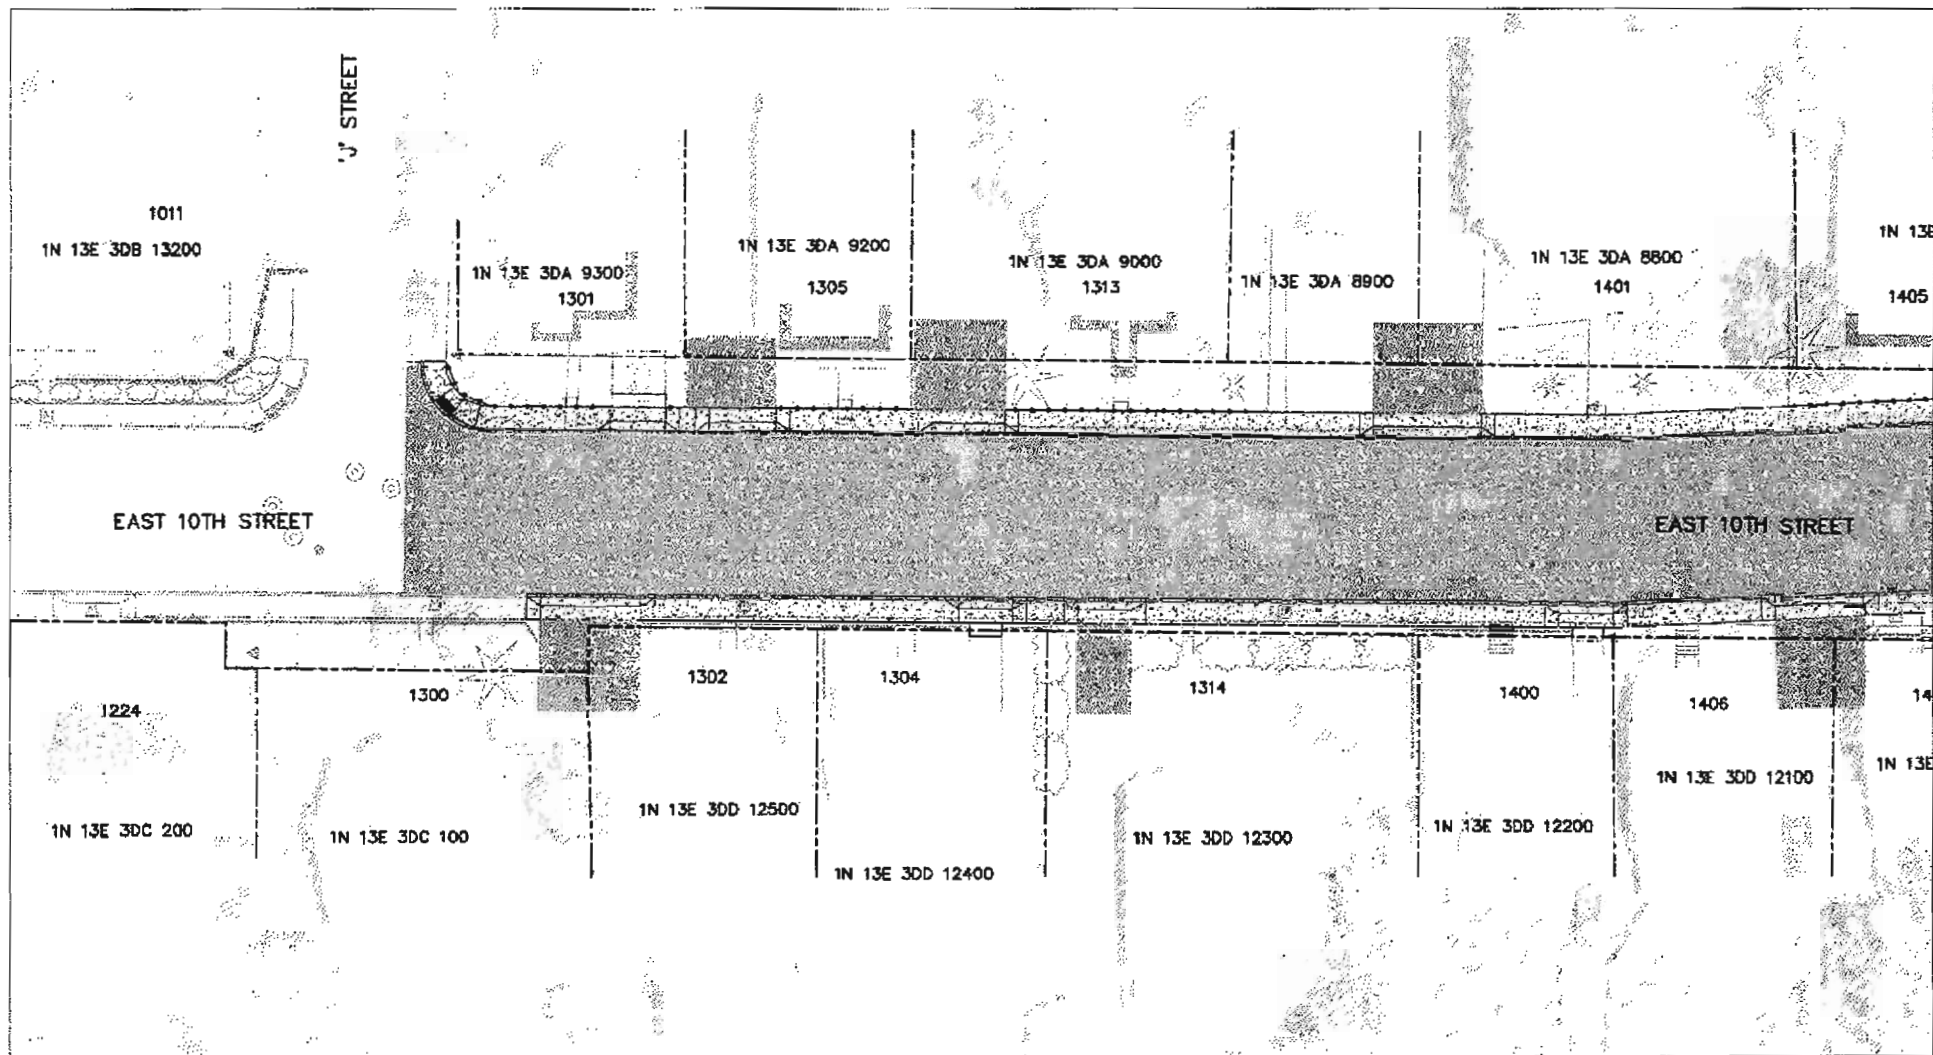 'J' STREET
1011
1N 13E 3DB 13200
1N 13E 3DA 9300
1301
1N 13E 3DA 9200
1305
1N 13E 3DA 9000
1313
1N 13E 3DA 8900
1N 13E 3DA 8800
1401
1N 13E
1405
EAST 10TH STREET
EAST 10TH STREET
1224
1300
1302
1304
1314
1400
1406
14
1N 13E 3DC 200
1N 13E 3DC 100
1N 13E 3DD 12500
1N 13E 3DD 12400
1N 13E 3DD 12300
1N 13E 3DD 12200
1N 13E 3DD 12100
1N 13E